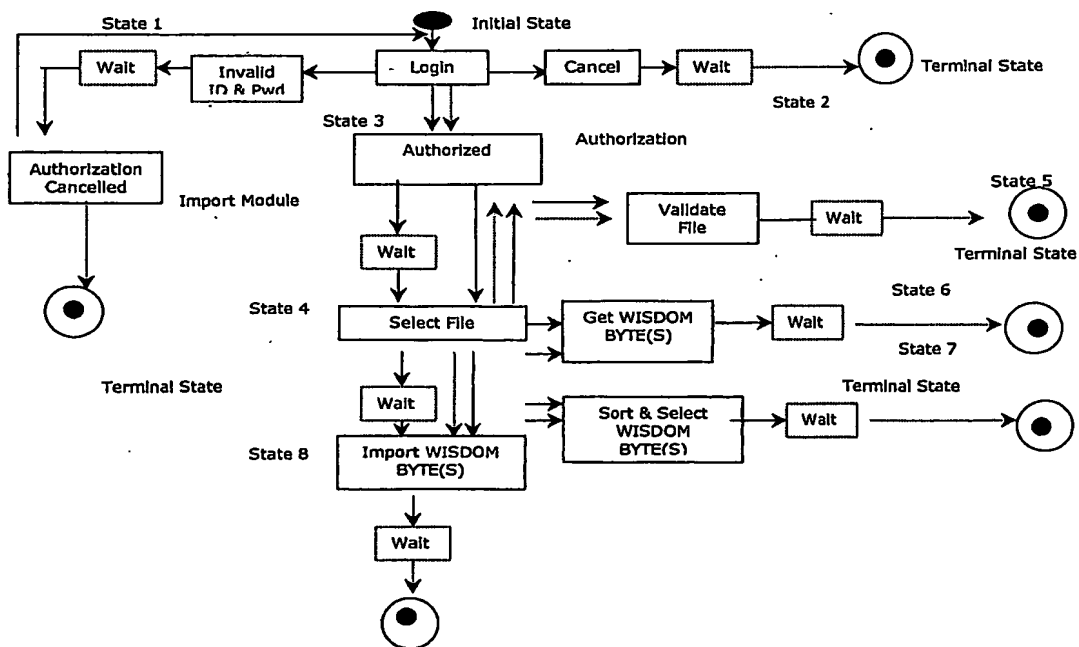 State 1
Initial State
Wait
Invalid
ID & Pwd
Login
Cancel
Wait
Terminal State
State 2
State 3
Authorized
Authorization
Authorization
Cancelled
Import Module
Wait
Validate
File
Wait
State 5
Terminal State
State 4
Select File
Get WISDOM
BYTE(S)
Wait
State 6
State 7
Terminal State
Wait
Sort & Select
WISDOM
BYTE(S)
Wait
Terminal State
State 8
Import WISDOM
BYTE(S)
Wait